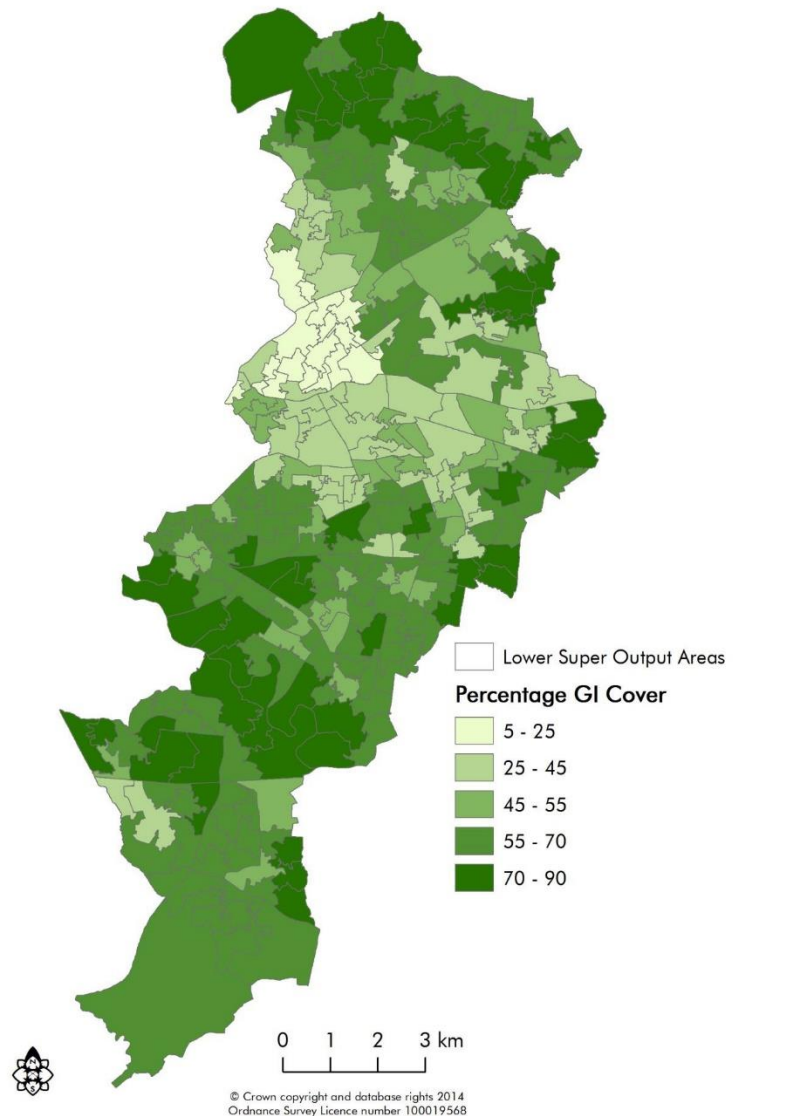 Lower Super Output Areas
Percentage GI Cover
5 - 25
25 - 45
45 - 55
55 - 70
70 - 90
0 1 2 3 km
N
S
© Crown copyright and database rights 2014
Ordnance Survey Licence number 100019568